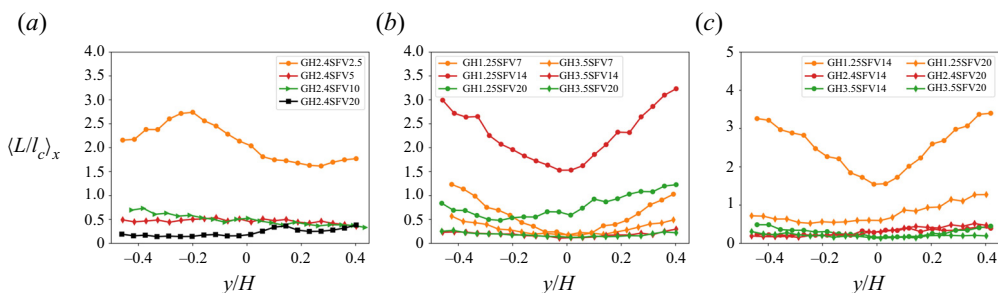 (a)
(b)
(c)
⟨L/l_c⟩_x
4.0
3.5
3.0
2.5
2.0
1.5
1.0
0.5
0
GH2.4SFV2.5
GH2.4SFV5
GH2.4SFV10
GH2.4SFV20
−0.4 −0.2 0 0.2 0.4
y/H
4.0
3.5
3.0
2.5
2.0
1.5
1.0
0.5
0
GH1.25SFV7 GH3.5SFV7
GH1.25SFV14 GH3.5SFV14
GH1.25SFV20 GH3.5SFV20
−0.4 −0.2 0 0.2 0.4
y/H
5
4
3
2
1
0
GH1.25SFV14 GH1.25SFV20
GH2.4SFV14 GH2.4SFV20
GH3.5SFV14 GH3.5SFV20
−0.4 −0.2 0 0.2 0.4
y/H